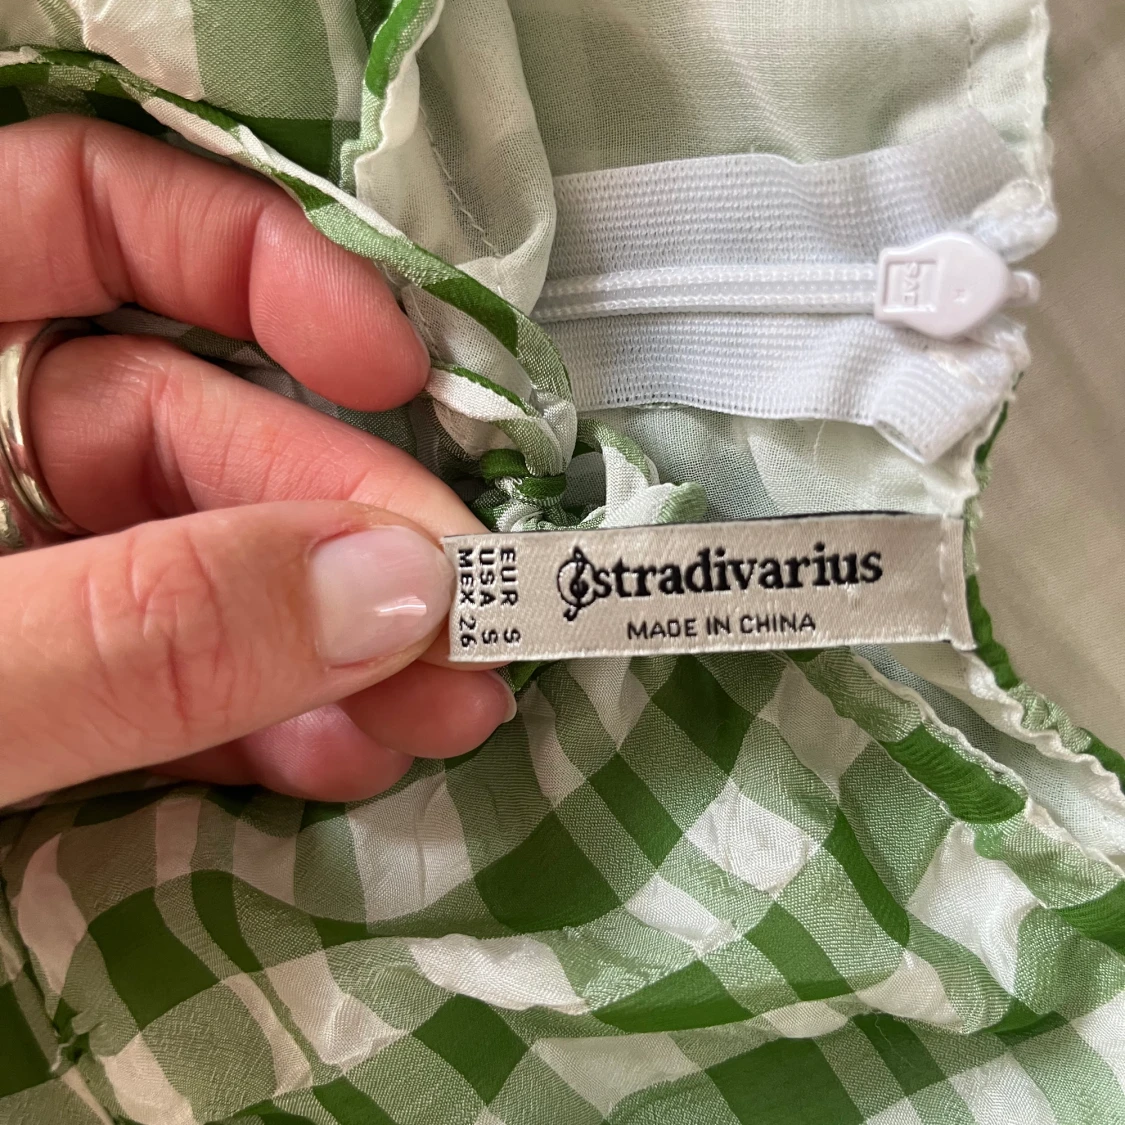 stradivarius
MADE IN CHINA
EUR S
USA S
MEX 26